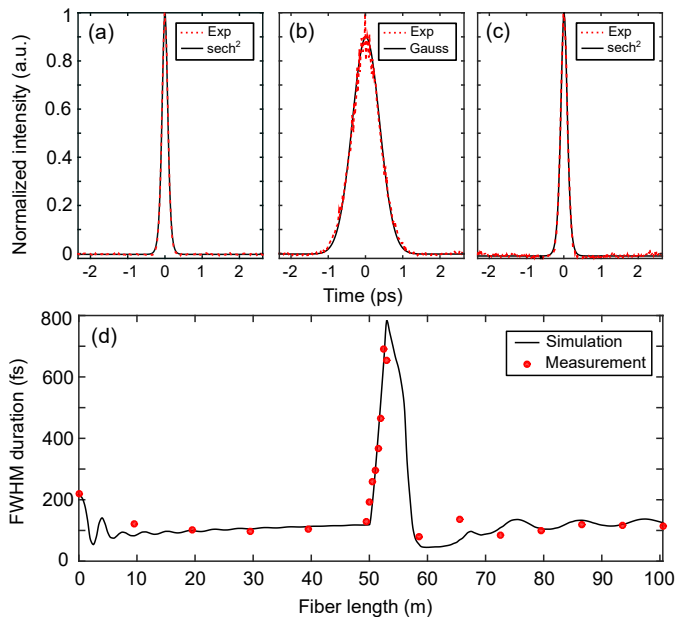 (a)
Exp
sech²
(b)
Exp
Gauss
(c)
Exp
sech²
Normalized intensity (a.u.)
1
0.8
0.6
0.4
0.2
0
-2 -1 0 1 2
-2 -1 0 1 2
-2 -1 0 1 2
Time (ps)
(d)
Simulation
Measurement
FWHM duration (fs)
800
600
400
200
0
0 10 20 30 40 50 60 70 80 90 100
Fiber length (m)